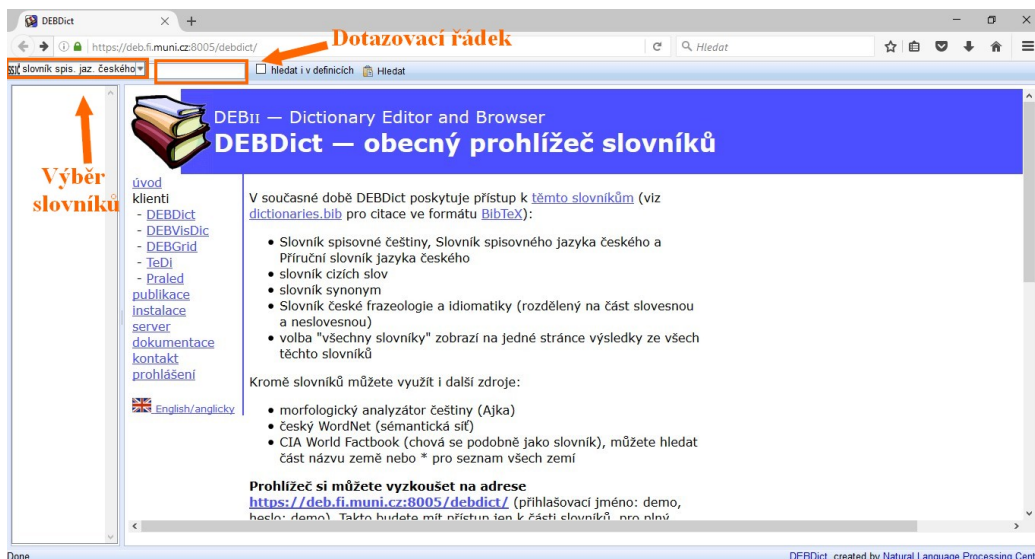 DEBDict
https://deb.fi.muni.cz:8005/debdict/
Hledat
Dotazovací řádek
slovník spis. jaz. českého
hledat i v definicích
Hledat
Výběr
slovníků
DEBII — Dictionary Editor and Browser
DEBDict — obecný prohlížeč slovníků
úvod
klienti
- DEBDict
- DEBVisDic
- DEBGrid
- TeDi
- Praled
publikace
instalace
server
dokumentace
kontakt
prohlášení
English/anglicky
V současné době DEBDict poskytuje přístup k těmto slovníkům (viz
dictionaries.bib pro citace ve formátu BibTeX):
• Slovník spisovné češtiny, Slovník spisovného jazyka českého a
Příruční slovník jazyka českého
• slovník cizích slov
• slovník synonym
• Slovník české frazeologie a idiomatiky (rozdělený na část slovesnou
a neslovesnou)
• volba "všechny slovníky" zobrazí na jedné stránce výsledky ze všech
těchto slovníků
Kromě slovníků můžete využít i další zdroje:
• morfologický analyzátor češtiny (Ajka)
• český WordNet (sémantická síť)
• CIA World Factbook (chová se podobně jako slovník), můžete hledat
část názvu země nebo * pro seznam všech zemí
Prohlížeč si můžete vyzkoušet na adrese
https://deb.fi.muni.cz:8005/debdict/ (přihlašovací jméno: demo,
heslo: demo). Takto budete mít přístup jen k části slovníků, pro plný
Done
DEBDict, created by Natural Language Processing Cent